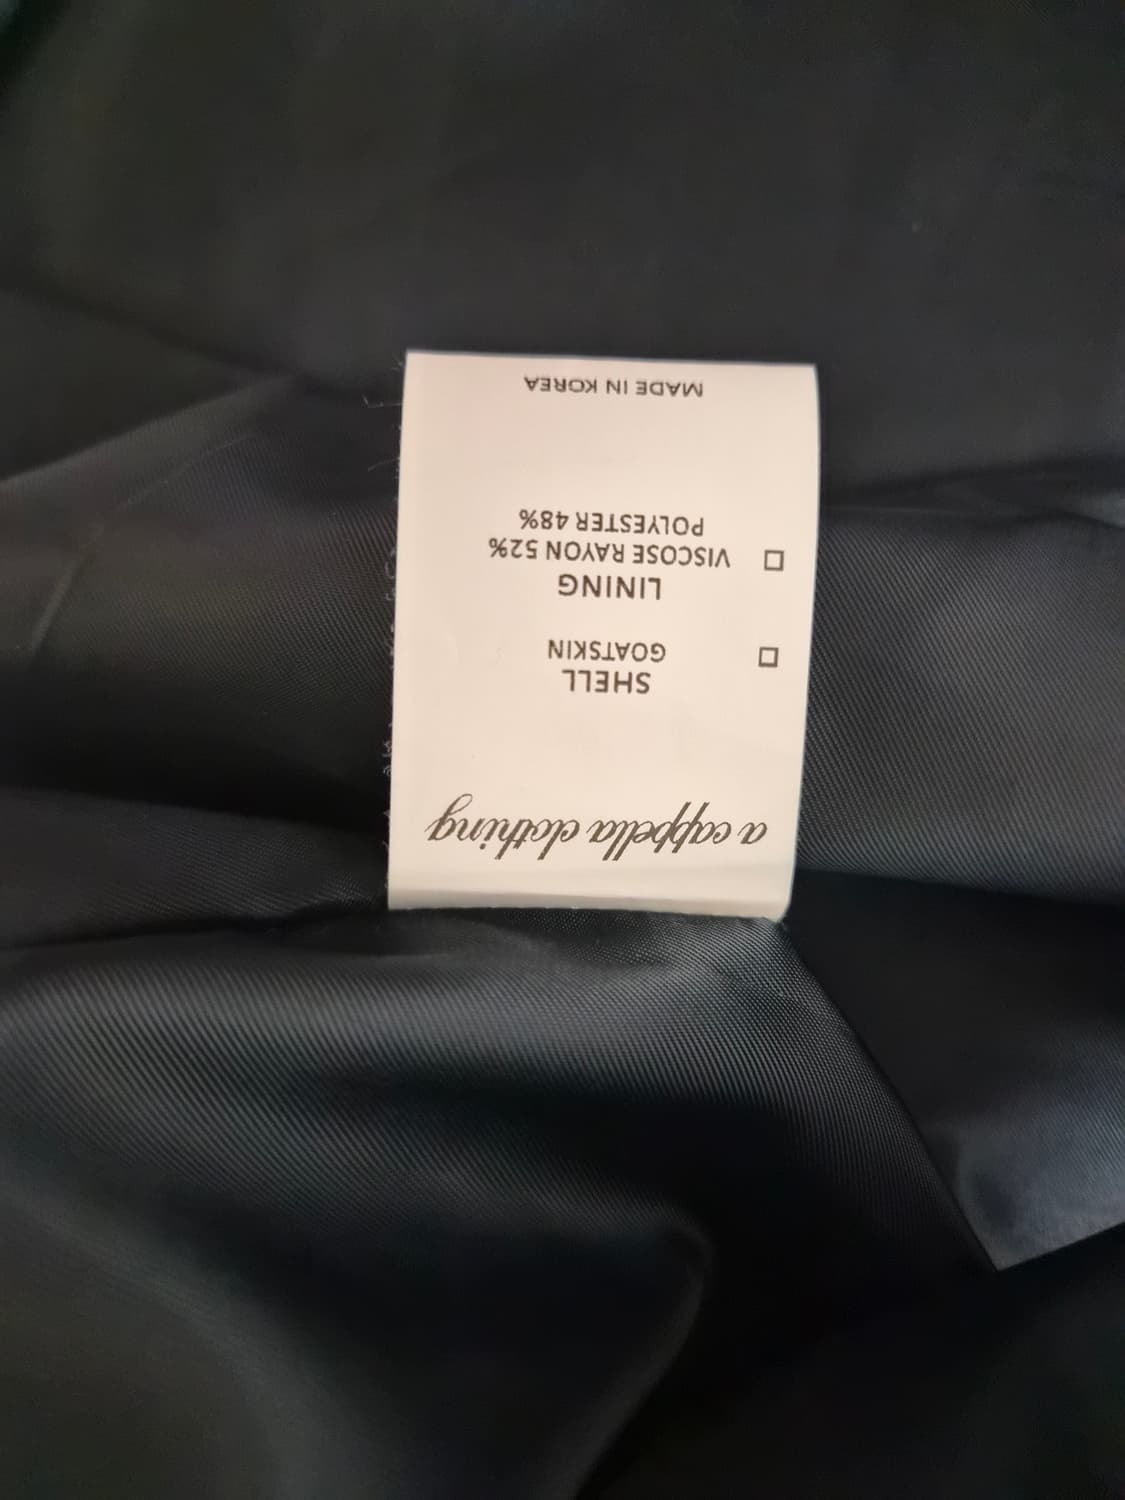 a cappella clothing
SHELL
□ GOATSKIN
LINING
□ VISCOSE RAYON 52%
POLYESTER 48%
MADE IN KOREA